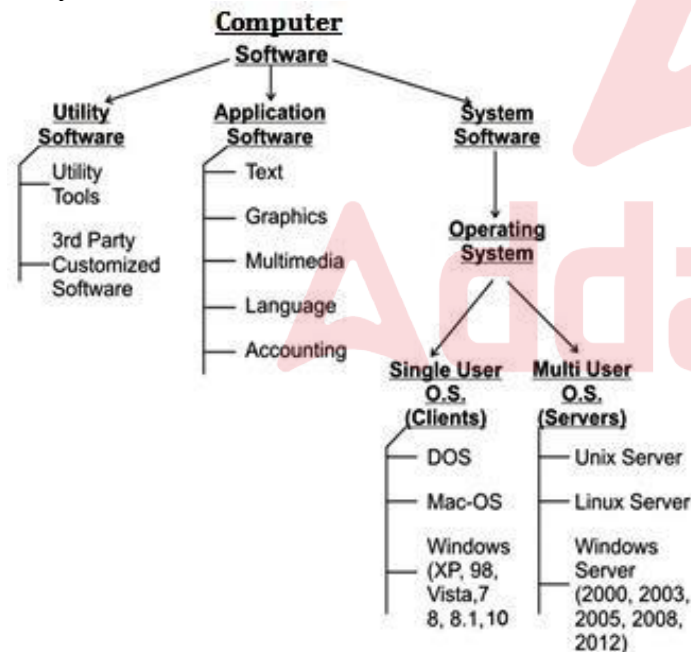 Computer
Software
Utility
Software
Utility
Tools
3rd Party
Customized
Software
Application
Software
Text
Graphics
Multimedia
Language
Accounting
System
Software
Operating
System
Single User
O.S.
(Clients)
DOS
Mac-OS
Windows
(XP, 98,
Vista,7
8, 8.1,10
Multi User
O.S.
(Servers)
Unix Server
Linux Server
Windows
Server
(2000, 2003,
2005, 2008,
2012)
Adda